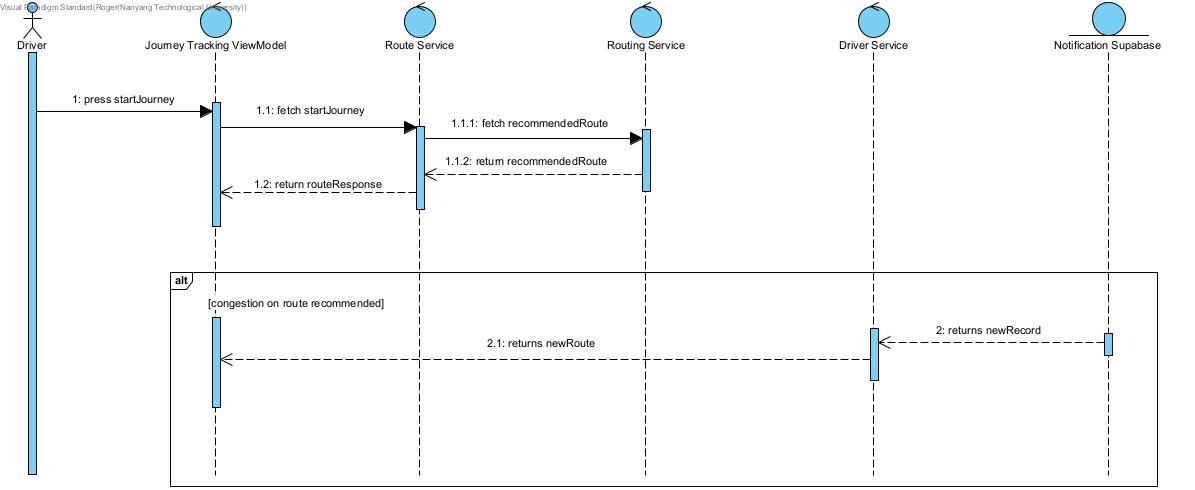 Visual Paradigm Standard(Roger(Nanyang Technological University))
Driver
Journey Tracking ViewModel
Route Service
Routing Service
Driver Service
Notification Supabase
1: press startJourney
1.1: fetch startJourney
1.1.1: fetch recommendedRoute
1.1.2: return recommendedRoute
1.2: return routeResponse
alt
[congestion on route recommended]
2: returns newRecord
2.1: returns newRoute